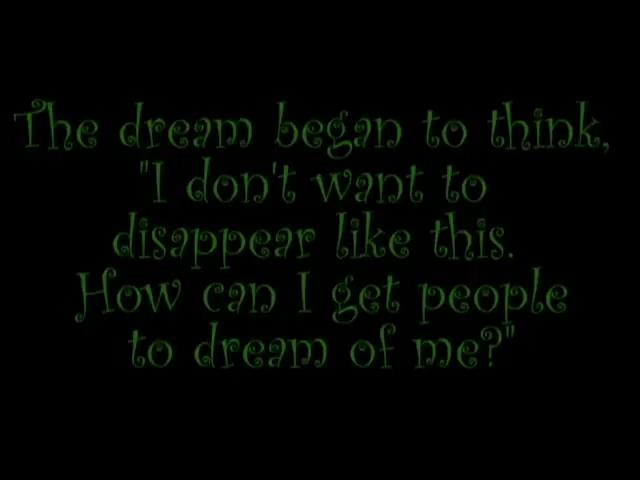 The dream began to think,
"I don't want to
disappear like this.
How can I get people
to dream of me?"